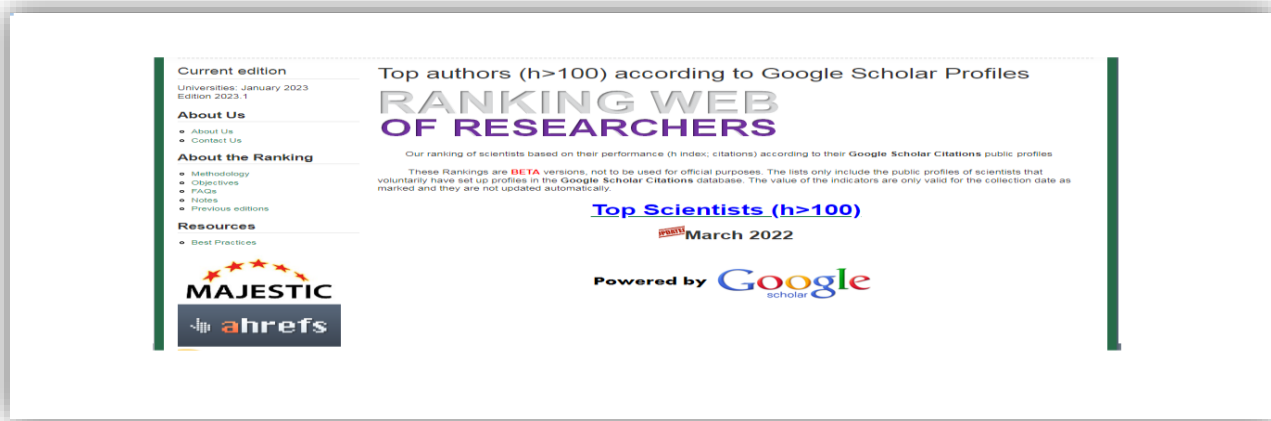 Current edition
Universities: January 2023
Edition 2023.1
About Us
About Us
Contact Us
About the Ranking
Methodology
Objectives
FAQs
Notes
Previous editions
Resources
Best Practices
MAJESTIC
ahrefs
Top authors (h>100) according to Google Scholar Profiles
RANKING WEB
OF RESEARCHERS
Our ranking of scientists based on their performance (h index; citations) according to their Google Scholar Citations public profiles
These Rankings are BETA versions, not to be used for official purposes. The lists only include the public profiles of scientists that
voluntarily have set up profiles in the Google Scholar Citations database. The value of the indicators are only valid for the collection date as
marked and they are not updated automatically.
Top Scientists (h>100)
UPDATE March 2022
Powered by Google
scholar